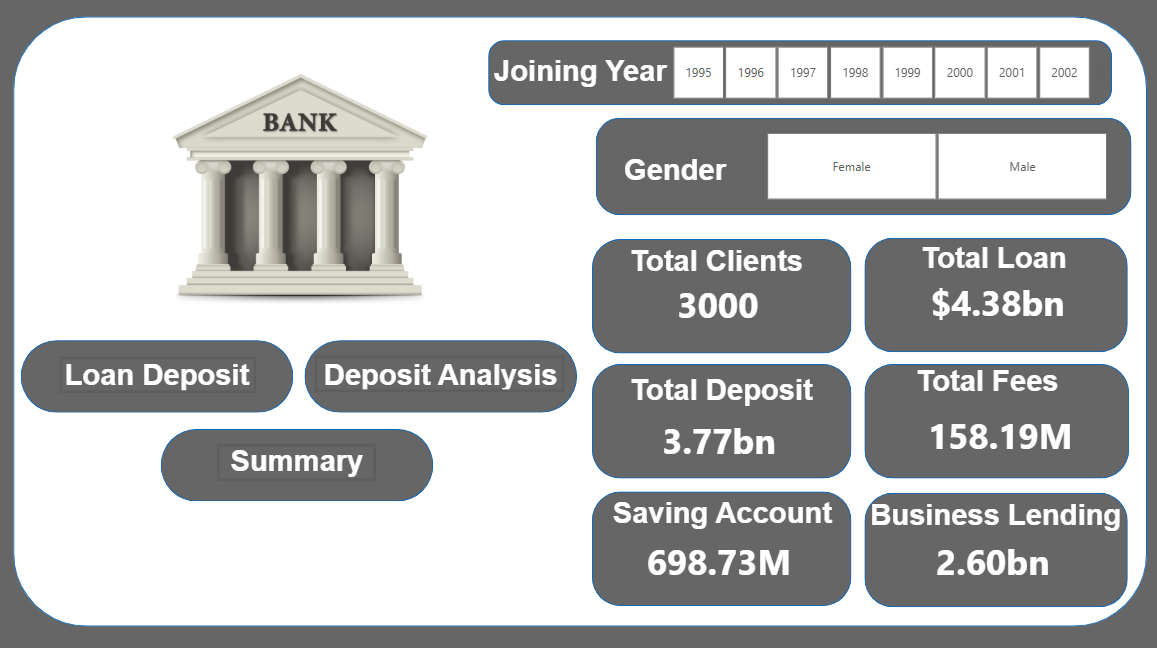 BANK
Joining Year 1995 1996 1997 1998 1999 2000 2001 2002
Gender Female Male
Total Clients
3000
Total Loan
$4.38bn
Loan Deposit
Deposit Analysis
Total Deposit
3.77bn
Total Fees
158.19M
Summary
Saving Account
698.73M
Business Lending
2.60bn